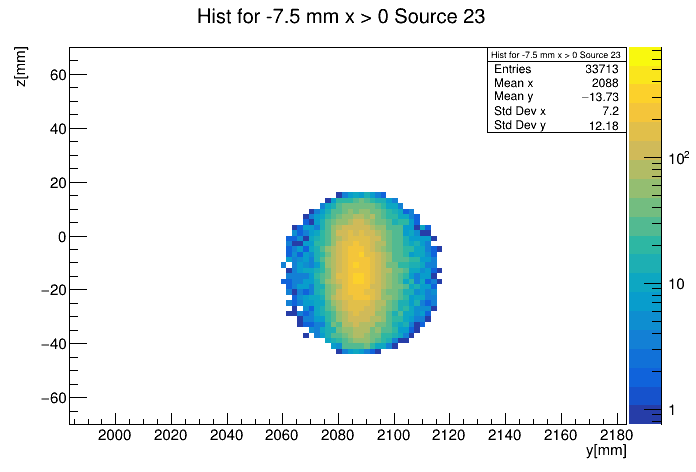 Hist for -7.5 mm x > 0 Source 23
z[mm]
60
40
20
0
−20
−40
−60
2000 2020 2040 2060 2080 2100 2120 2140 2160 2180
y[mm]
Hist for -7.5 mm x > 0 Source 23
Entries 33713
Mean x 2088
Mean y −13.73
Std Dev x 7.2
Std Dev y 12.18
10²
10
1